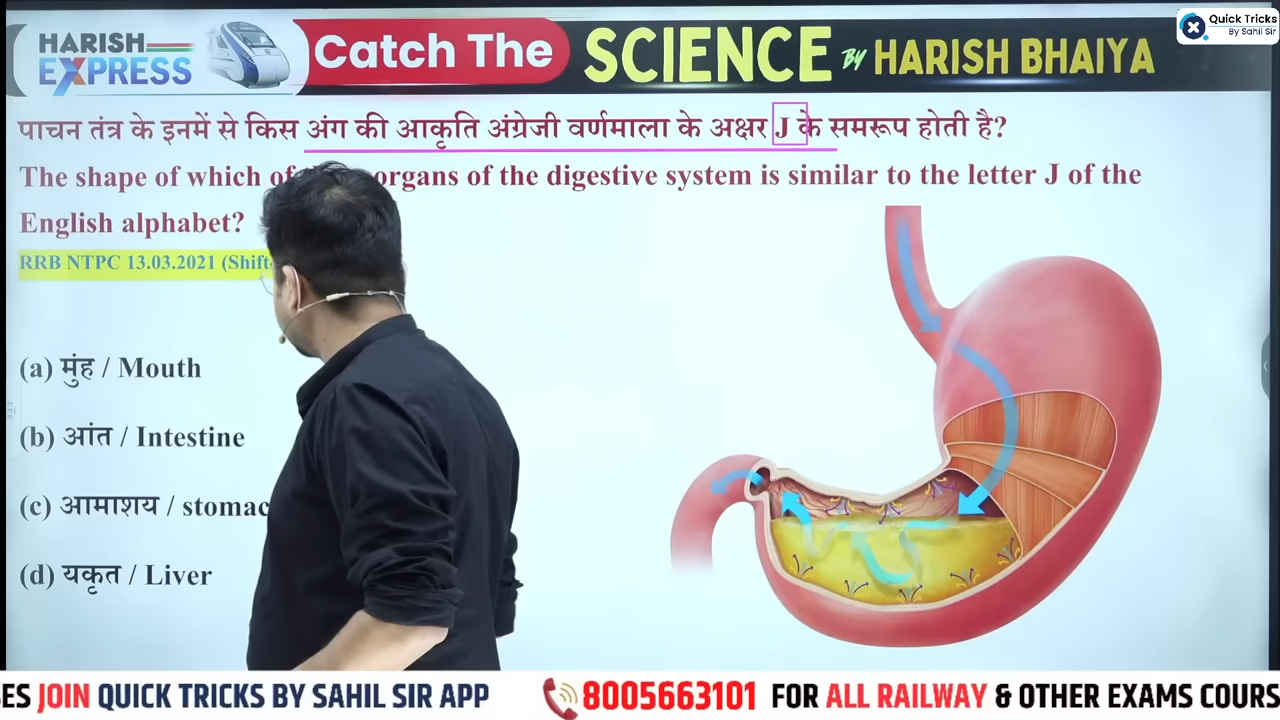 HARISH
EXPRESS
Catch The
SCIENCE BY HARISH BHAIYA
Quick Tricks
By Sahil Sir
पाचन तंत्र के इनमें से किस अंग की आकृति अंग्रेजी वर्णमाला के अक्षर J के समरूप होती है?
The shape of which of organs of the digestive system is similar to the letter J of the
English alphabet?
RRB NTPC 13.03.2021 (Shift-
(a) मुंह / Mouth
(b) आंत / Intestine
(c) आमाशय / stomac
(d) यकृत / Liver
ES JOIN QUICK TRICKS BY SAHIL SIR APP 8005663101 FOR ALL RAILWAY & OTHER EXAMS COURS